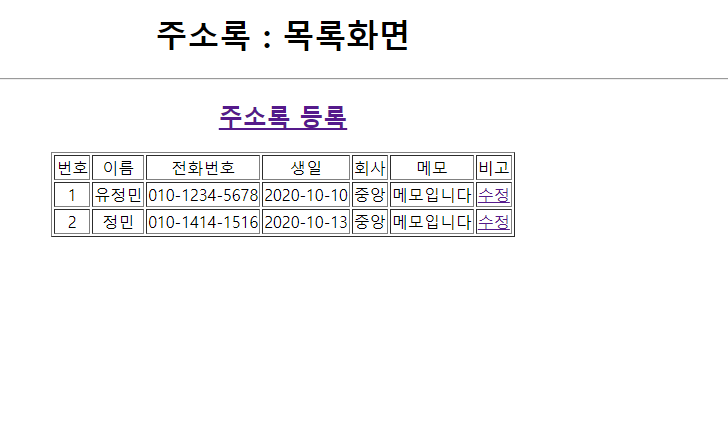 주소록 : 목록화면
주소록 등록
번호 이름 전화번호 생일 회사 메모 비고
1 유정민 010-1234-5678 2020-10-10 중앙 메모입니다 수정
2 정민 010-1414-1516 2020-10-13 중앙 메모입니다 수정